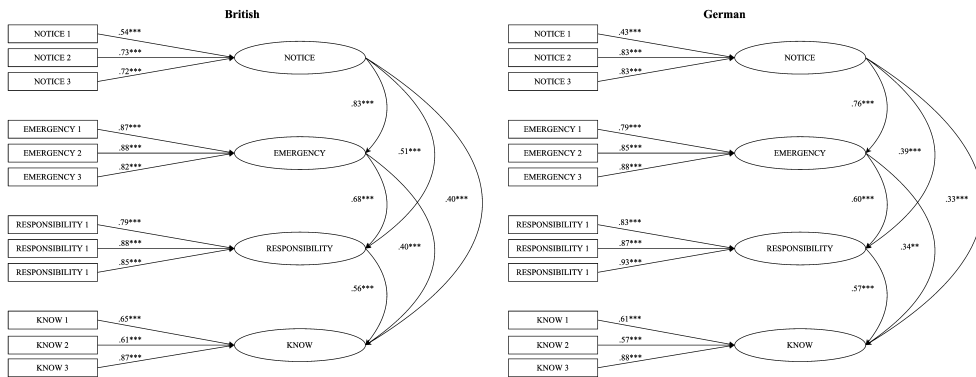 British
NOTICE 1
.54***
NOTICE 2
.73***
NOTICE
NOTICE 3
.72***
.83***
EMERGENCY 1
.87***
EMERGENCY 2
.88***
EMERGENCY
.51***
EMERGENCY 3
.82***
.68***
.40***
RESPONSIBILITY 1
.79***
RESPONSIBILITY 1
.88***
RESPONSIBILITY
.40***
RESPONSIBILITY 1
.85***
.56***
KNOW 1
.65***
KNOW 2
.61***
KNOW
KNOW 3
.87***
German
NOTICE 1
.43***
NOTICE 2
.83***
NOTICE
NOTICE 3
.83***
.76***
EMERGENCY 1
.79***
EMERGENCY 2
.85***
EMERGENCY
.39***
EMERGENCY 3
.88***
.60***
.33***
RESPONSIBILITY 1
.83***
RESPONSIBILITY 1
.87***
RESPONSIBILITY
.34**
RESPONSIBILITY 1
.93***
.57***
KNOW 1
.61***
KNOW 2
.57***
KNOW
KNOW 3
.88***